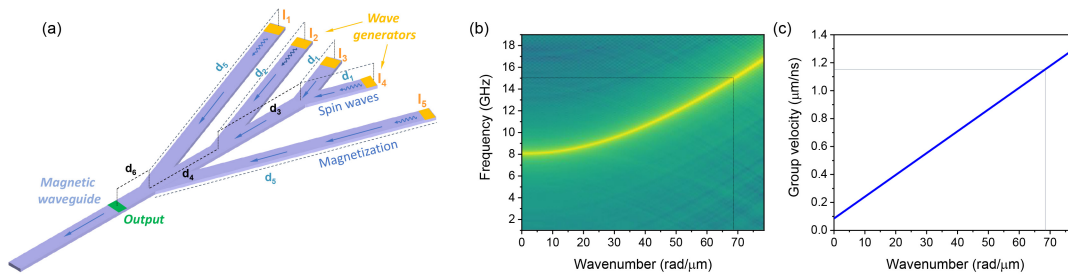 (a)
I1
I2
I3
I4
I5
Wave
generators
d5
d2
d1
d1
d3
Spin waves
Magnetization
d6
d4
d5
Magnetic
waveguide
Output
(b)
Frequency (GHz)
18
16
14
12
10
8
6
4
2
0 10 20 30 40 50 60 70
Wavenumber (rad/μm)
(c)
Group velocity (μm/ns)
1.4
1.2
1.0
0.8
0.6
0.4
0.2
0.0
0 10 20 30 40 50 60 70
Wavenumber (rad/μm)